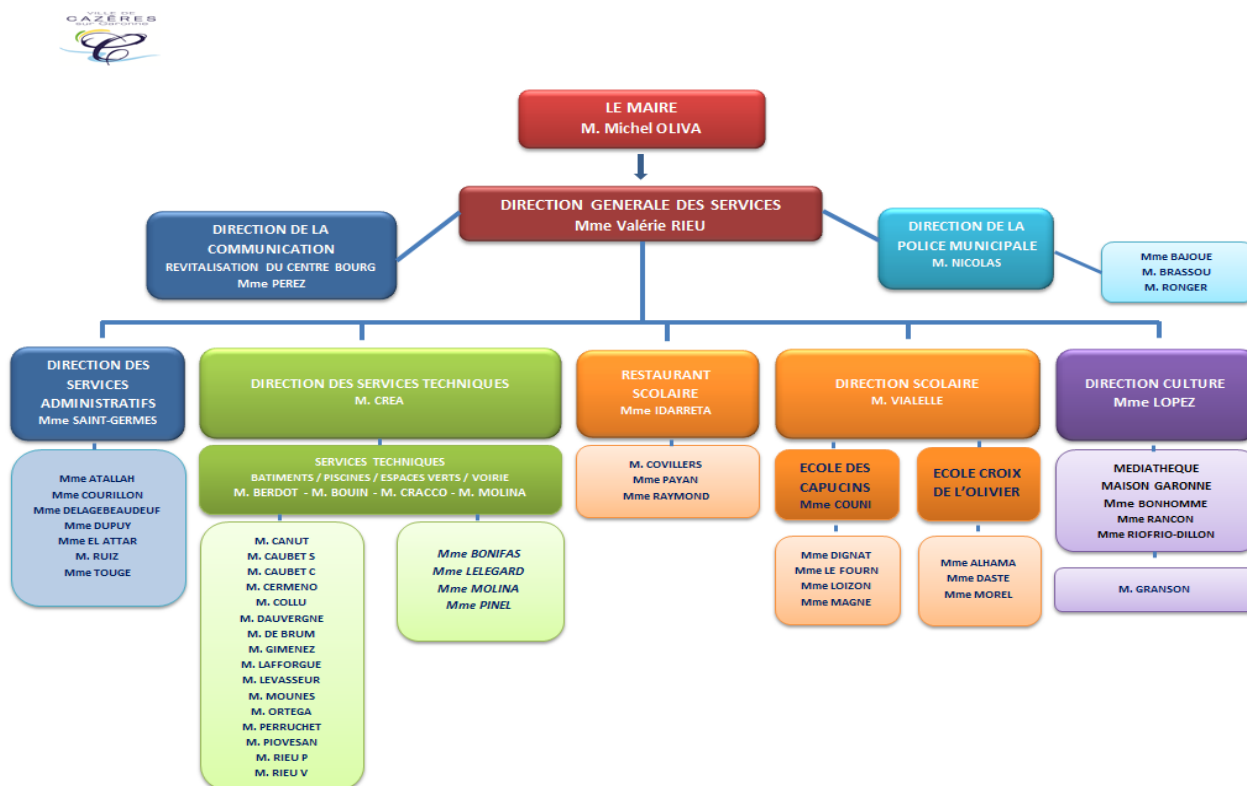 VILLE DE
CAZÈRES
sur Garonne
LE MAIRE
M. Michel OLIVA
DIRECTION GENERALE DES SERVICES
Mme Valérie RIEU
DIRECTION DE LA
COMMUNICATION
REVITALISATION DU CENTRE BOURG
Mme PEREZ
DIRECTION DE LA
POLICE MUNICIPALE
M. NICOLAS
Mme BAJOUE
M. BRASSOU
M. RONGER
DIRECTION DES
SERVICES
ADMINISTRATIFS
Mme SAINT-GERMES
Mme ATALLAH
Mme COURILLON
Mme DELAGEBEAUDEUF
Mme DUPUY
Mme EL ATTAR
M. RUIZ
Mme TOUGE
DIRECTION DES SERVICES TECHNIQUES
M. CREA
SERVICES TECHNIQUES
BATIMENTS / PISCINES / ESPACES VERTS / VOIRIE
M. BERDOT - M. BOUIN - M. CRACCO - M. MOLINA
M. CANUT
M. CAUBET S
M. CAUBET C
M. CERMENO
M. COLLU
M. DAUVERGNE
M. DE BRUM
M. GIMENEZ
M. LAFFORGUE
M. LEVASSEUR
M. MOUNES
M. ORTEGA
M. PERRUCHET
M. PIOVESAN
M. RIEU P
M. RIEU V
Mme BONIFAS
Mme LELEGARD
Mme MOLINA
Mme PINEL
RESTAURANT
SCOLAIRE
Mme IDARRETA
M. COVILLERS
Mme PAYAN
Mme RAYMOND
DIRECTION SCOLAIRE
M. VIALELLE
ECOLE DES
CAPUCINS
Mme COUNI
Mme DIGNAT
Mme LE FOURN
Mme LOIZON
Mme MAGNE
ECOLE CROIX
DE L'OLIVIER
Mme ALHAMA
Mme DASTE
Mme MOREL
DIRECTION CULTURE
Mme LOPEZ
MEDIATHEQUE
MAISON GARONNE
Mme BONHOMME
Mme RANCON
Mme RIOFRIO-DILLON
M. GRANSON